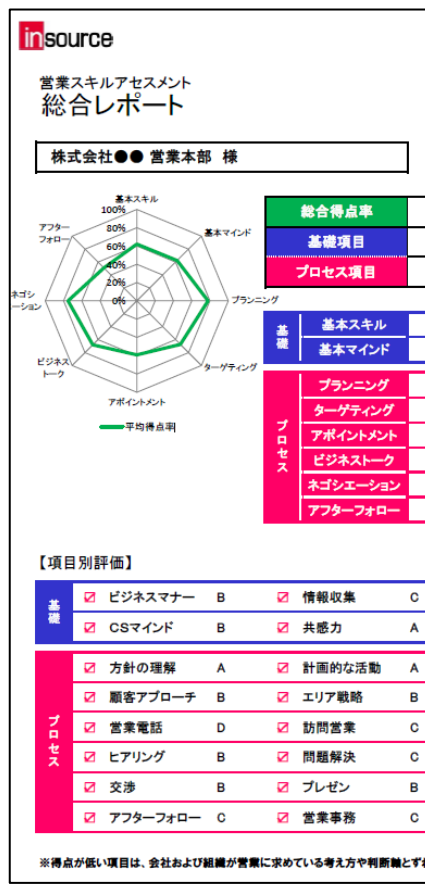 insource
営業スキルアセスメント
総合レポート
株式会社●● 営業本部 様
基本スキル
100%
80%
60%
40%
20%
0%
基本マインド
プランニング
ターゲティング
アポイントメント
ビジネス
トーク
ネゴシ
ーション
アフター
フォロー
平均得点率
総合得点率
基礎項目
プロセス項目
基礎
基本スキル
基本マインド
プロセス
プランニング
ターゲティング
アポイントメント
ビジネストーク
ネゴシエーション
アフターフォロー
【項目別評価】
基礎
ビジネスマナー B 情報収集 C
CSマインド B 共感力 A
プロセス
方針の理解 A 計画的な活動 A
顧客アプローチ B エリア戦略 B
営業電話 D 訪問営業 C
ヒアリング B 問題解決 C
交渉 B プレゼン B
アフターフォロー C 営業事務 C
※得点が低い項目は、会社および組織が営業に求めている考え方や判断軸とずれ